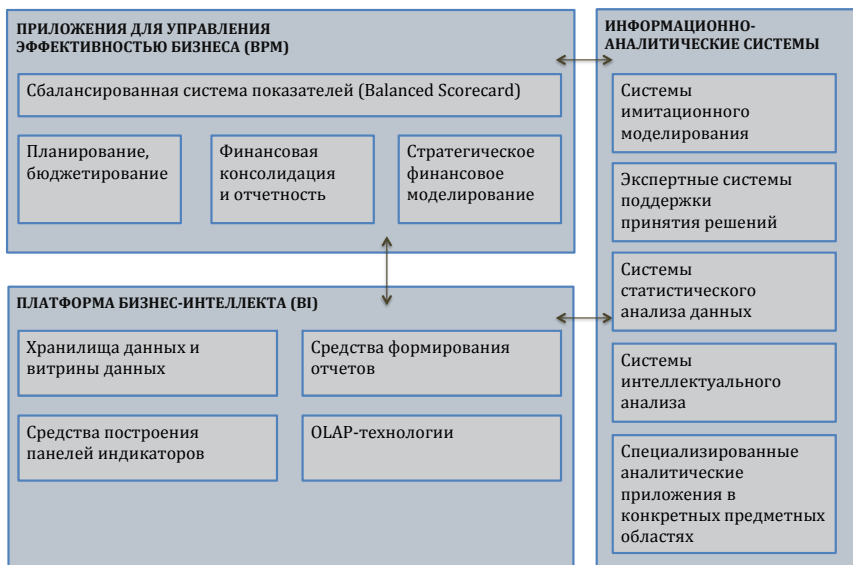 ПРИЛОЖЕНИЯ ДЛЯ УПРАВЛЕНИЯ
ЭФФЕКТИВНОСТЬЮ БИЗНЕСА (BPM)
Сбалансированная система показателей (Balanced Scorecard)
Планирование,
бюджетирование
Финансовая
консолидация
и отчетность
Стратегическое
финансовое
моделирование
ПЛАТФОРМА БИЗНЕС-ИНТЕЛЛЕКТА (BI)
Хранилища данных и
витрины данных
Средства формирования
отчетов
Средства построения
панелей индикаторов
OLAP-технологии
ИНФОРМАЦИОННО-
АНАЛИТИЧЕСКИЕ СИСТЕМЫ
Системы
имитационного
моделирования
Экспертные системы
поддержки
принятия решений
Системы
статистического
анализа данных
Системы
интеллектуального
анализа
Специализированные
аналитические
приложения в
конкретных предметных
областях